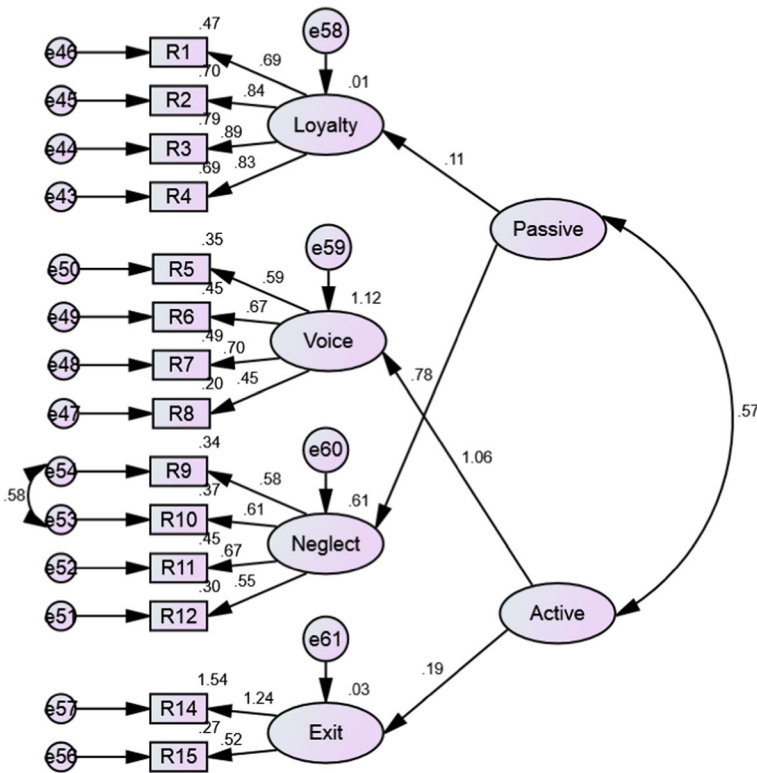 .47
e58
e46 R1
.69
.70
.01
e45 R2
.84
Loyalty
.79
.89
e44 R3
.83
.69
e43 R4
.11
Passive
.35
e59
e50 R5
.59
.45
1.12
e49 R6
.67
Voice
.49
.70
e48 R7
.45
.20
e47 R8
.78
.57
1.06
.34
e60
e54 R9
.58
.58
.37
.61
e53 R10
.61
Neglect
.45
.67
e52 R11
.55
.30
e51 R12
Active
e61
.19
1.54
.03
e57 R14
1.24
Exit
.27
.52
e56 R15